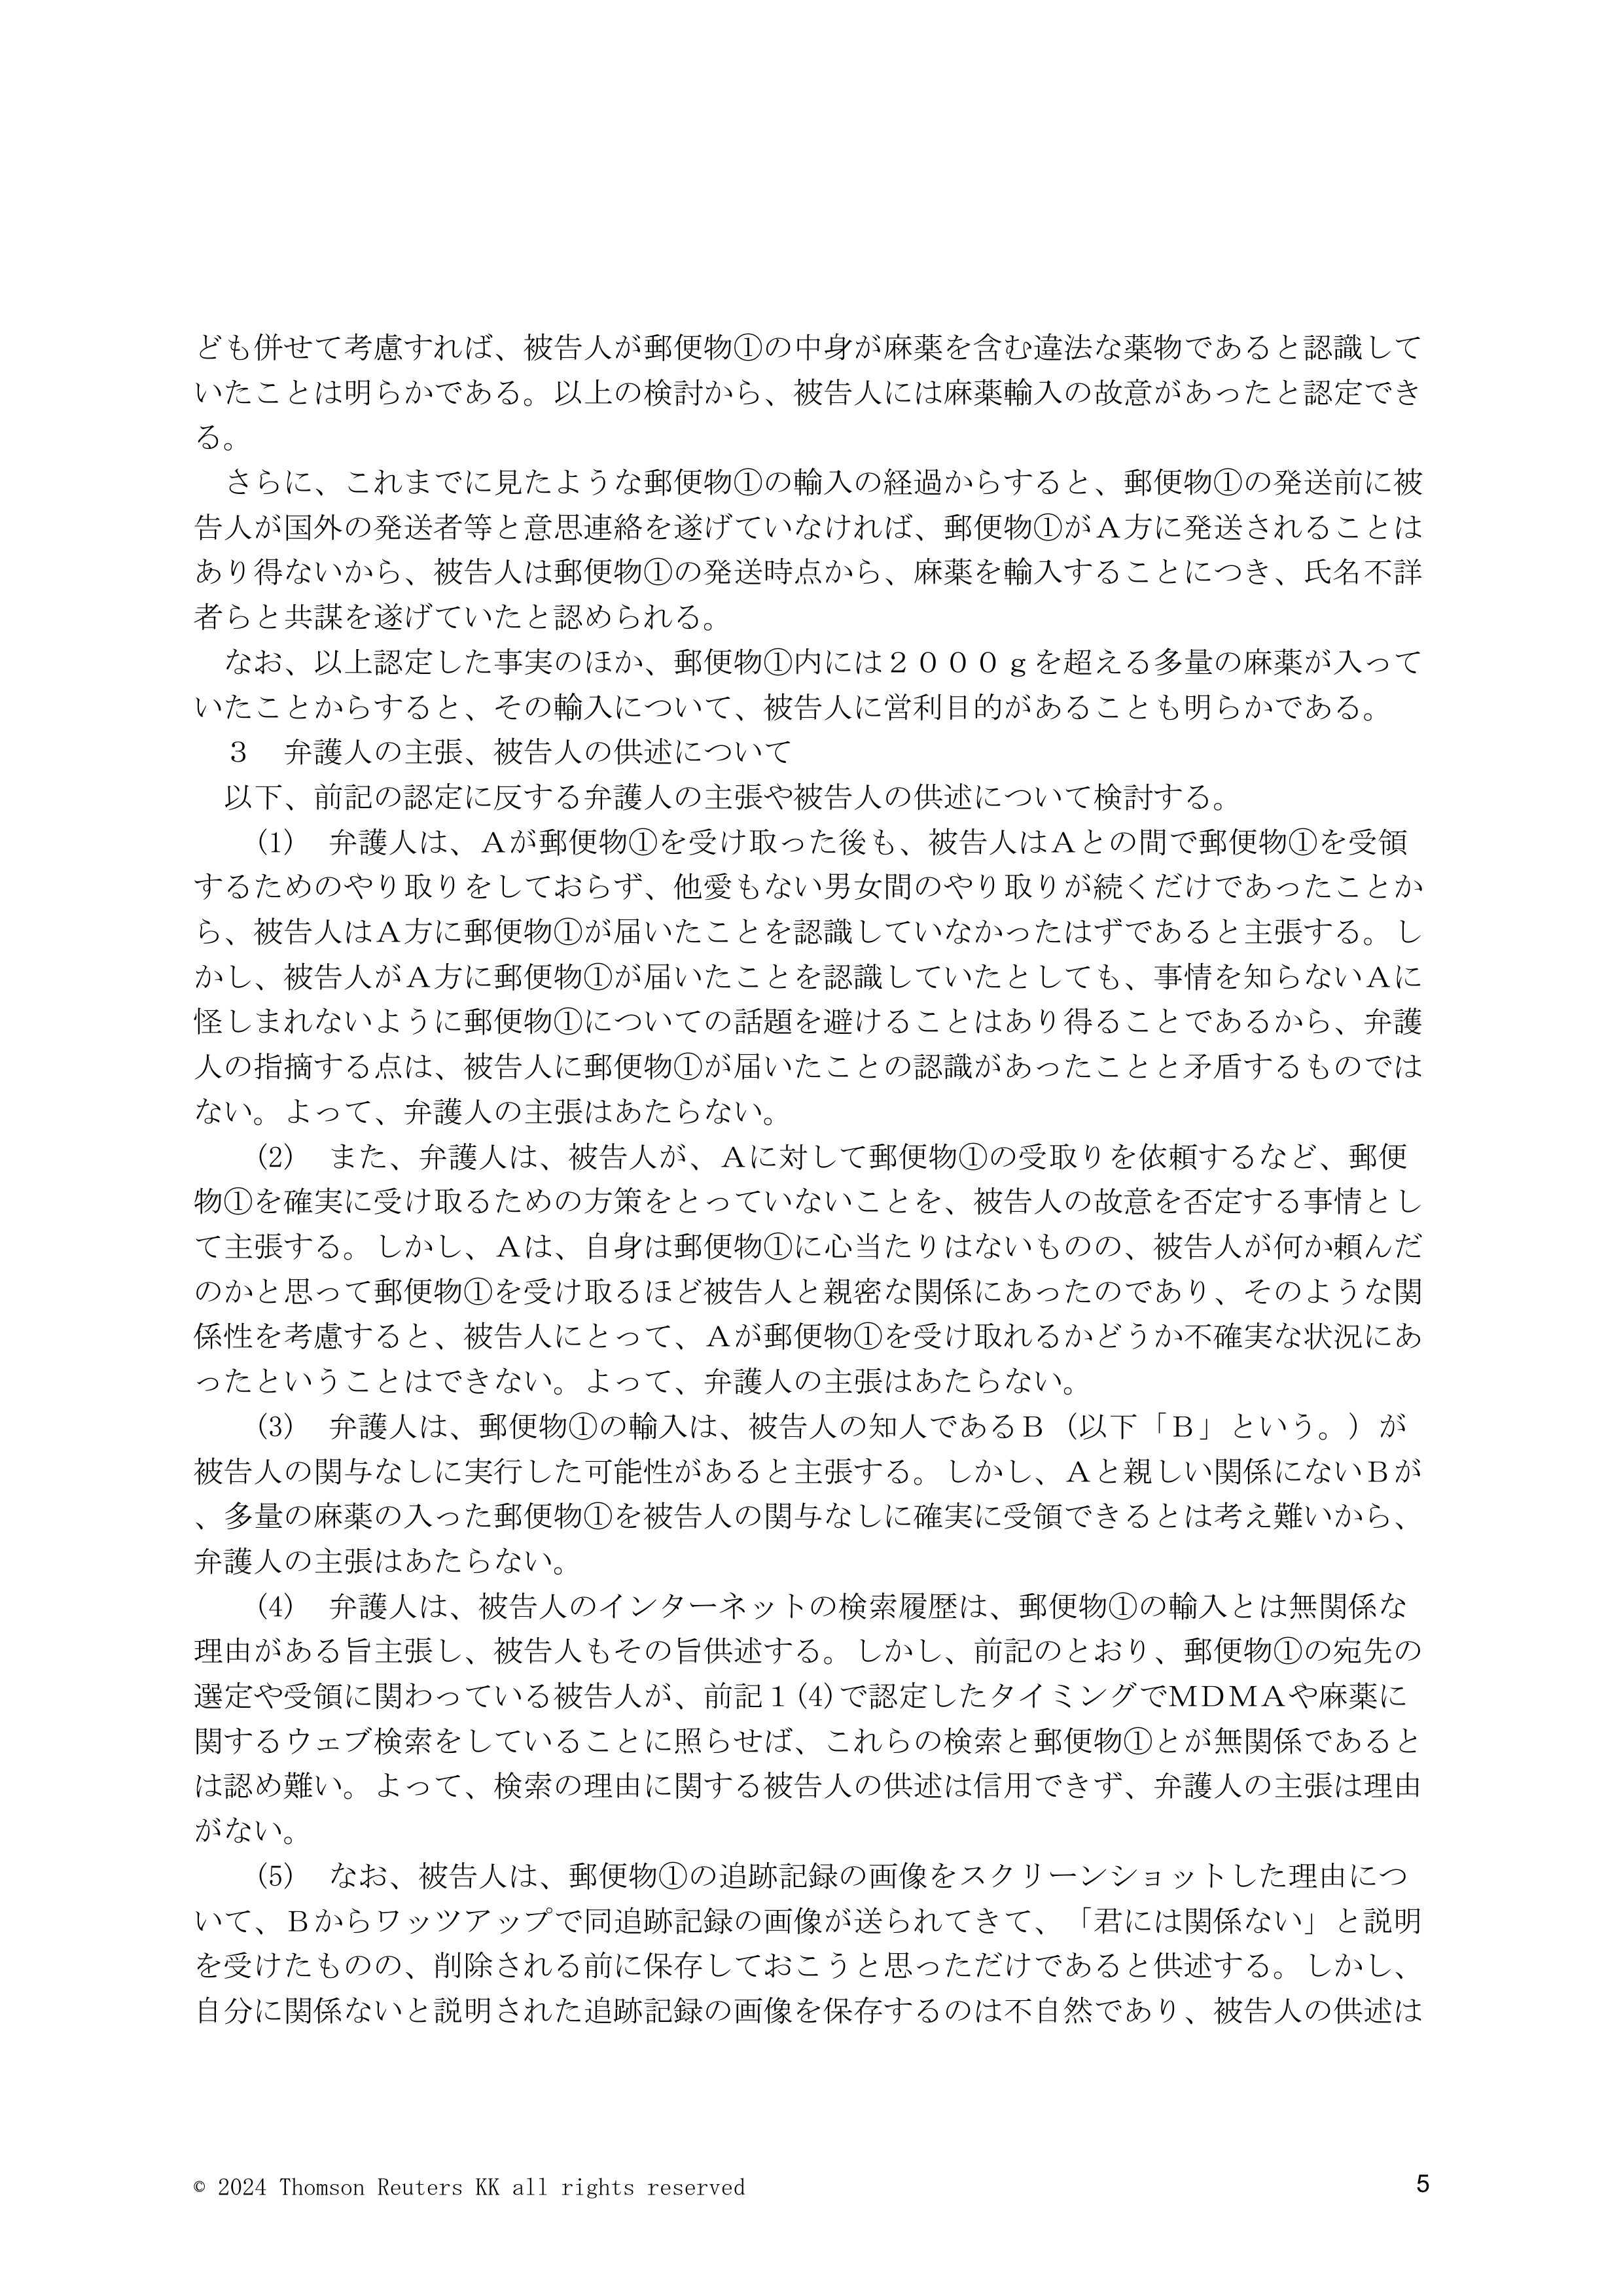 ども併せて考慮すれば、被告人が郵便物①の中身が麻薬を含む違法な薬物であると認識して
いたことは明らかである。以上の検討から、被告人には麻薬輸入の故意があったと認定でき
る。
　さらに、これまでに見たような郵便物①の輸入の経過からすると、郵便物①の発送前に被
告人が国外の発送者等と意思連絡を遂げていなければ、郵便物①がＡ方に発送されることは
あり得ないから、被告人は郵便物①の発送時点から、麻薬を輸入することにつき、氏名不詳
者らと共謀を遂げていたと認められる。
　なお、以上認定した事実のほか、郵便物①内には２０００ｇを超える多量の麻薬が入って
いたことからすると、その輸入について、被告人に営利目的があることも明らかである。
　３　弁護人の主張、被告人の供述について
　以下、前記の認定に反する弁護人の主張や被告人の供述について検討する。
　　(1)　弁護人は、Ａが郵便物①を受け取った後も、被告人はＡとの間で郵便物①を受領
するためのやり取りをしておらず、他愛もない男女間のやり取りが続くだけであったことか
ら、被告人はＡ方に郵便物①が届いたことを認識していなかったはずであると主張する。し
かし、被告人がＡ方に郵便物①が届いたことを認識していたとしても、事情を知らないＡに
怪しまれないように郵便物①についての話題を避けることはあり得ることであるから、弁護
人の指摘する点は、被告人に郵便物①が届いたことの認識があったことと矛盾するものでは
ない。よって、弁護人の主張はあたらない。
　　(2)　また、弁護人は、被告人が、Ａに対して郵便物①の受取りを依頼するなど、郵便
物①を確実に受け取るための方策をとっていないことを、被告人の故意を否定する事情とし
て主張する。しかし、Ａは、自身は郵便物①に心当たりはないものの、被告人が何か頼んだ
のかと思って郵便物①を受け取るほど被告人と親密な関係にあったのであり、そのような関
係性を考慮すると、被告人にとって、Ａが郵便物①を受け取れるかどうか不確実な状況にあ
ったということはできない。よって、弁護人の主張はあたらない。
　　(3)　弁護人は、郵便物①の輸入は、被告人の知人であるＢ（以下「Ｂ」という。）が
被告人の関与なしに実行した可能性があると主張する。しかし、Ａと親しい関係にないＢが
、多量の麻薬の入った郵便物①を被告人の関与なしに確実に受領できるとは考え難いから、
弁護人の主張はあたらない。
　　(4)　弁護人は、被告人のインターネットの検索履歴は、郵便物①の輸入とは無関係な
理由がある旨主張し、被告人もその旨供述する。しかし、前記のとおり、郵便物①の宛先の
選定や受領に関わっている被告人が、前記１(4)で認定したタイミングでＭＤＭＡや麻薬に
関するウェブ検索をしていることに照らせば、これらの検索と郵便物①とが無関係であると
は認め難い。よって、検索の理由に関する被告人の供述は信用できず、弁護人の主張は理由
がない。
　　(5)　なお、被告人は、郵便物①の追跡記録の画像をスクリーンショットした理由につ
いて、Ｂからワッツアップで同追跡記録の画像が送られてきて、「君には関係ない」と説明
を受けたものの、削除される前に保存しておこうと思っただけであると供述する。しかし、
自分に関係ないと説明された追跡記録の画像を保存するのは不自然であり、被告人の供述は
© 2024 Thomson Reuters KK all rights reserved
5